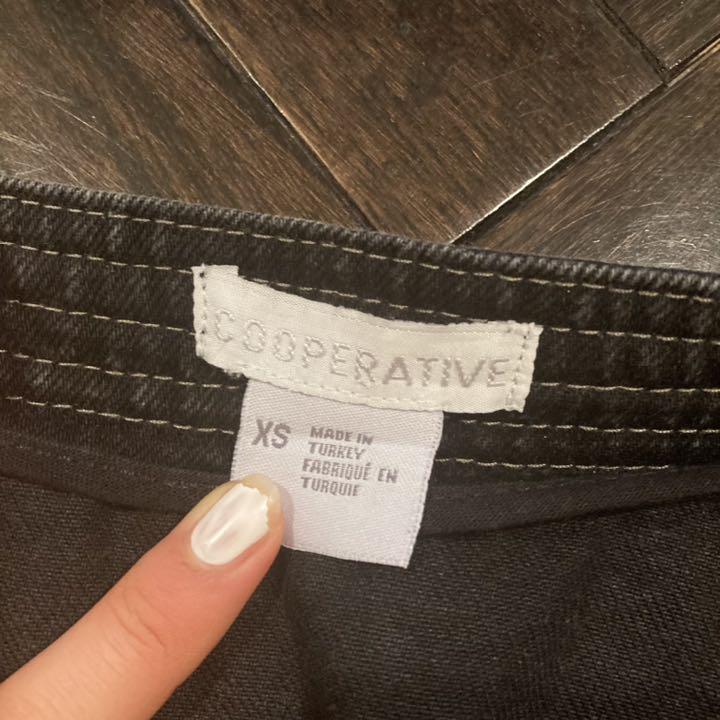 COOPERATIVE
XS
MADE IN
TURKEY
FABRIQUÉ EN
TURQUIE